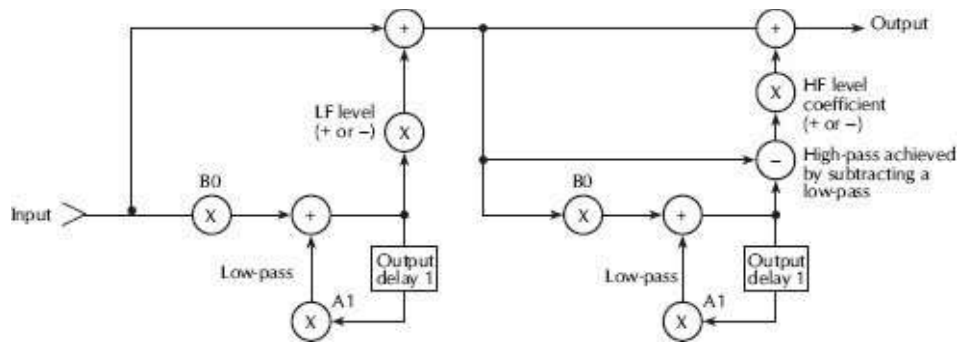 +
+
Output
X
HF level
coefficient
(+ or −)
LF level
(+ or −)
X
−
High-pass achieved
by subtracting a
low-pass
B0
B0
Input
X
+
X
+
Low-pass
Output
delay 1
Low-pass
Output
delay 1
A1
X
A1
X